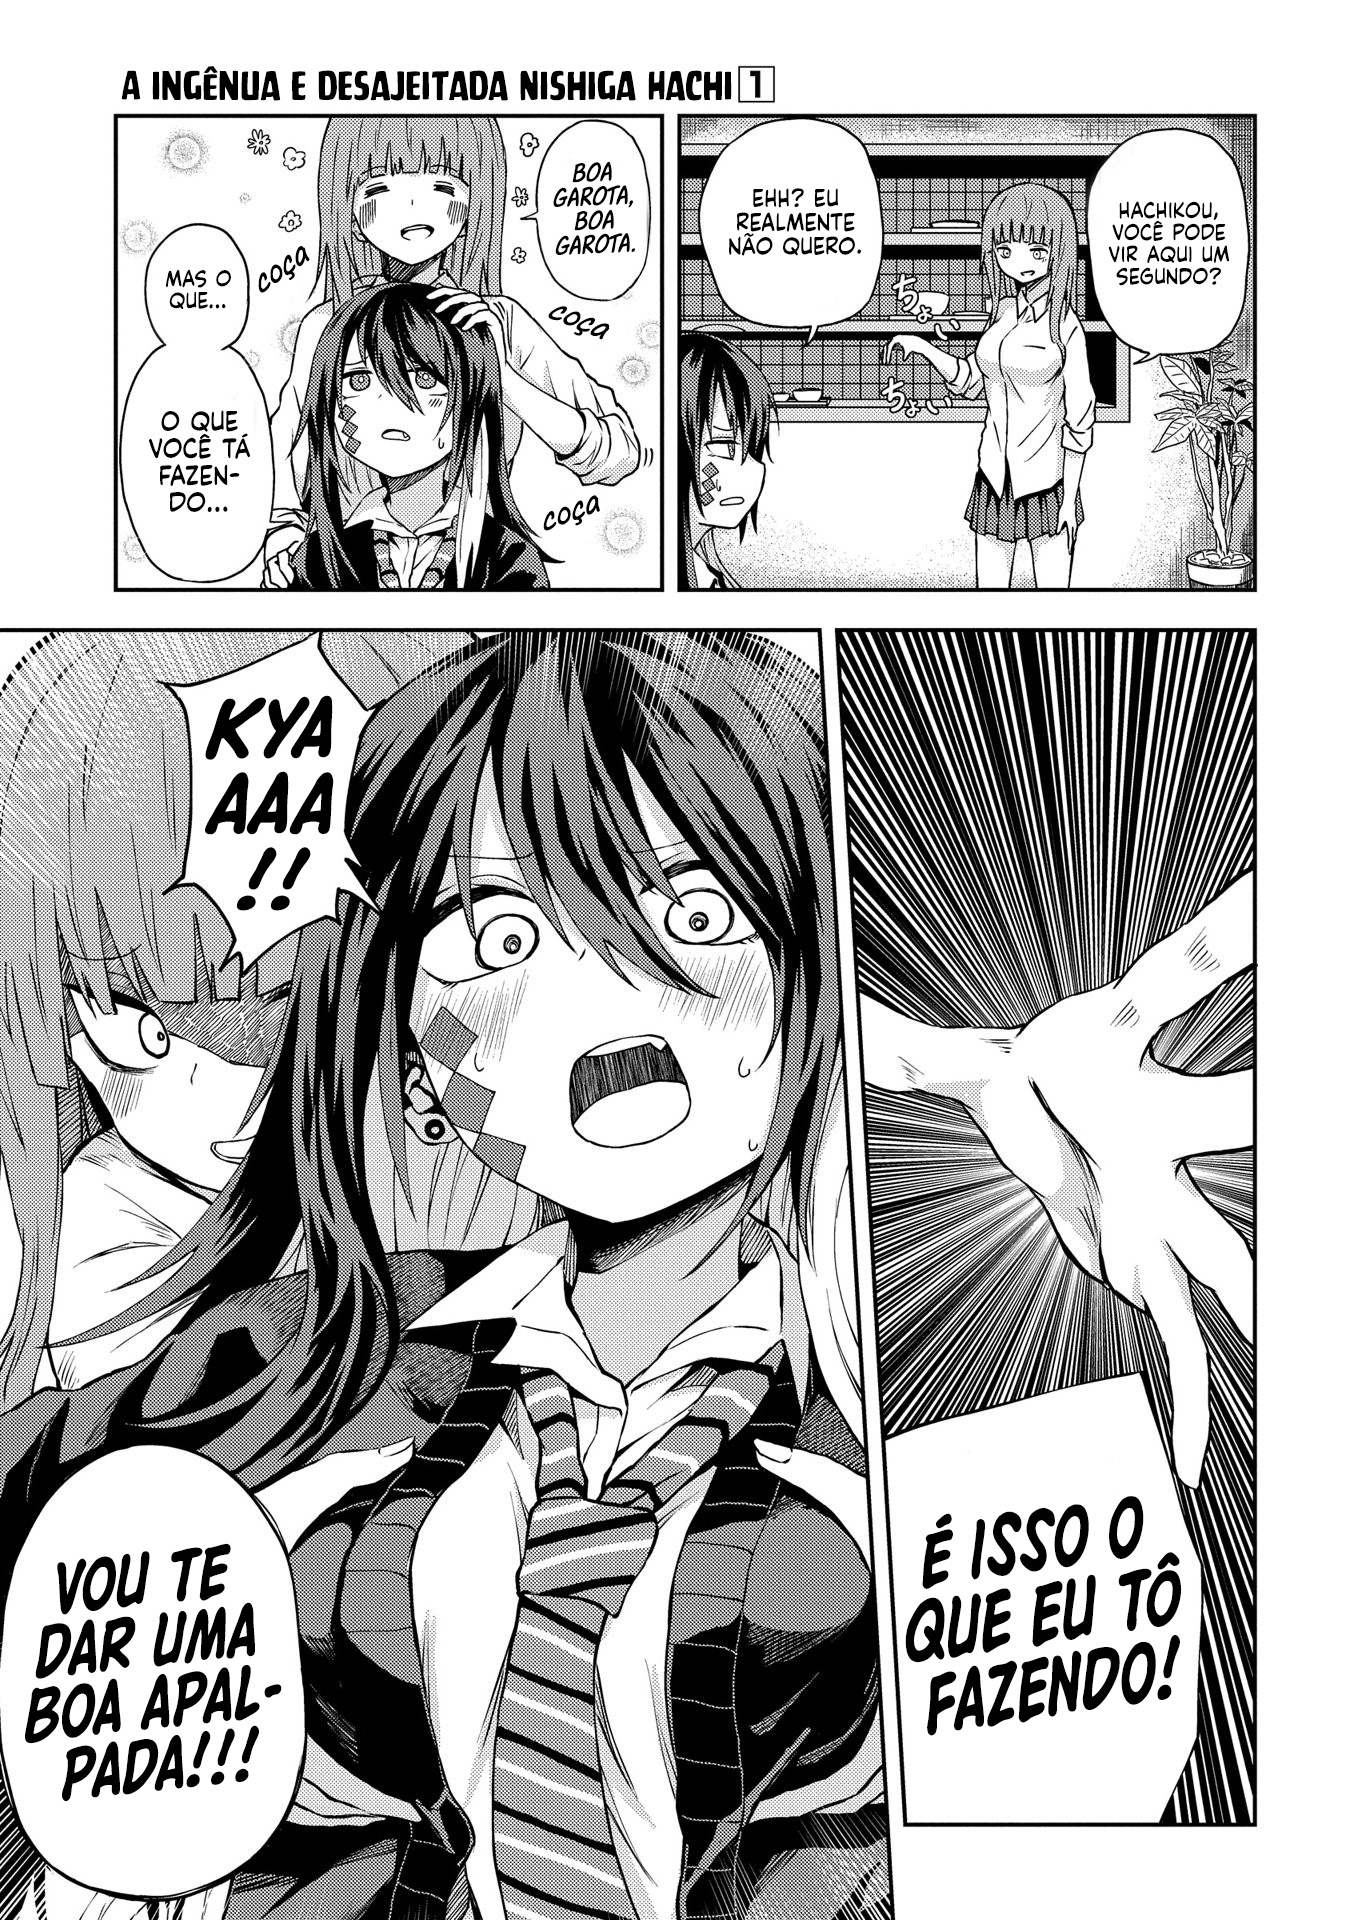 A INGÊNUA E DESAJEITADA NISHIGA HACHI 1
HACHIKOU,
VOCÊ PODE
VIR AQUI UM
SEGUNDO?
ちょい
ちょい
EHH? EU
REALMENTE
NÃO QUERO.
BOA
GAROTA,
BOA
GAROTA.
COÇA
COÇA
COÇA
MAS O
QUE...
O QUE
VOCÊ TÁ
FAZEN-
DO...
É ISSO O
QUE EU TÔ
FAZENDO!
KYA
AAA
!!
VOU TE
DAR UMA
BOA APAL-
PADA!!!